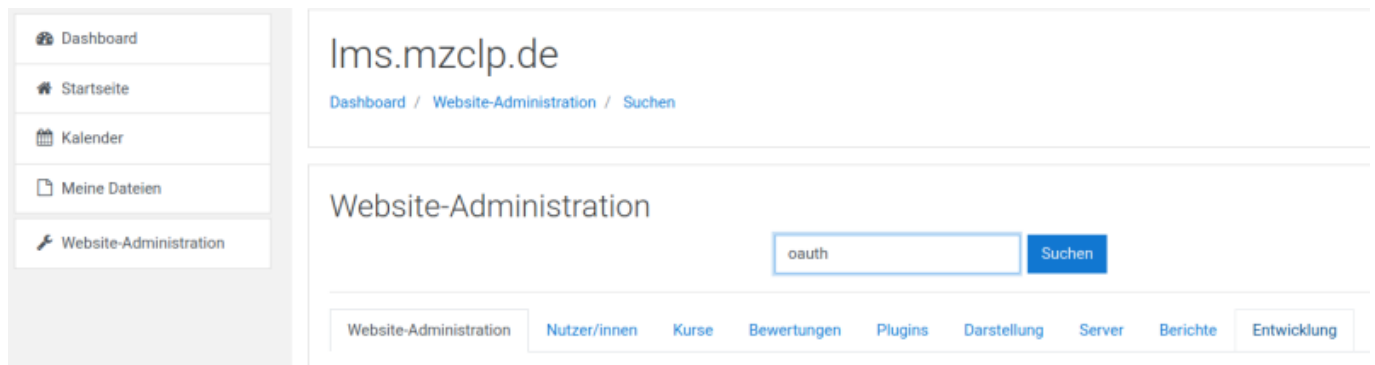 Dashboard
Startseite
Kalender
Meine Dateien
Website-Administration
lms.mzclp.de
Dashboard / Website-Administration / Suchen
Website-Administration
oauth Suchen
Website-Administration Nutzer/innen Kurse Bewertungen Plugins Darstellung Server Berichte Entwicklung